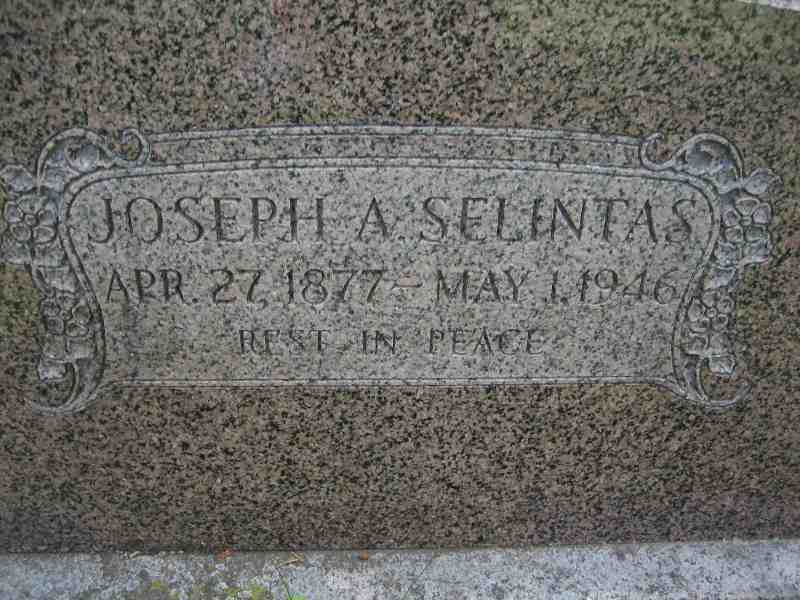 JOSEPH A. SELINTAS
APR. 27, 1877 – MAY 1, 1946
REST IN PEACE